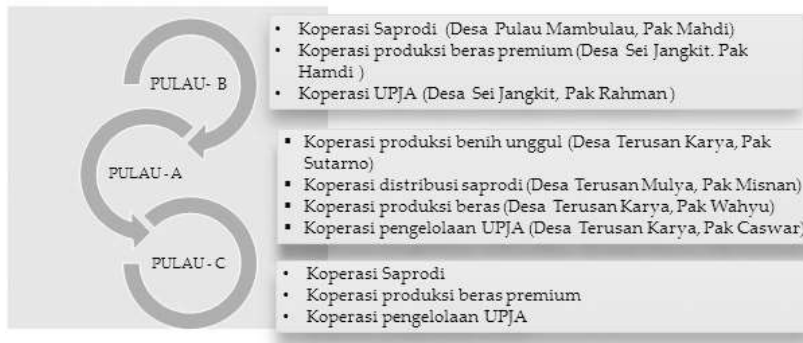 PULAU- B
• Koperasi Saprodi (Desa Pulau Mambulau, Pak Mahdi)
• Koperasi produksi beras premium (Desa Sei Jangkit. Pak
Hamdi )
• Koperasi UPJA (Desa Sei Jangkit, Pak Rahman )
PULAU - A
▪ Koperasi produksi benih unggul (Desa Terusan Karya, Pak
Sutarno)
▪ Koperasi distribusi saprodi (Desa Terusan Mulya, Pak Misnan)
▪ Koperasi produksi beras (Desa Terusan Karya, Pak Wahyu)
▪ Koperasi pengelolaan UPJA (Desa Terusan Karya, Pak Caswar)
PULAU - C
• Koperasi Saprodi
• Koperasi produksi beras premium
• Koperasi pengelolaan UPJA